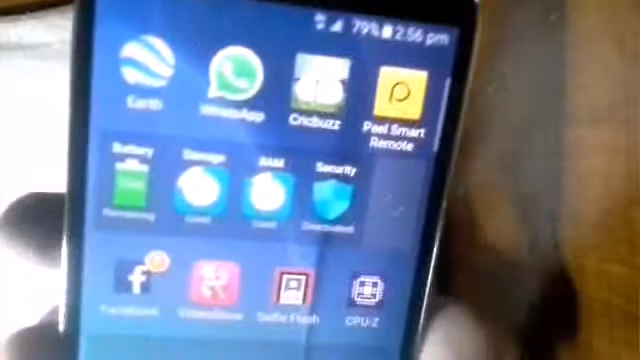 79% 2:56 pm
Earth
WhatsApp
Cricbuzz
Peel Smart
Remote
Battery
Storage
RAM
Security
Facebook
VideoShow
Selfie Flash
CPU-Z